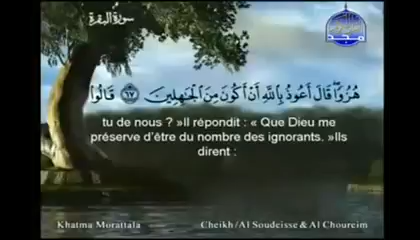 سورة البقرة
هُزُوًا ۖ قَالَ أَعُوذُ بِاللَّهِ أَنْ أَكُونَ مِنَ الْجَاهِلِينَ ٦٧ قَالُوا
tu de nous ? »Il répondit : « Que Dieu me
préserve d'être du nombre des ignorants. »Ils
dirent :
Khatma Morattala
Cheikh/Al Soudeisse & Al Choureim